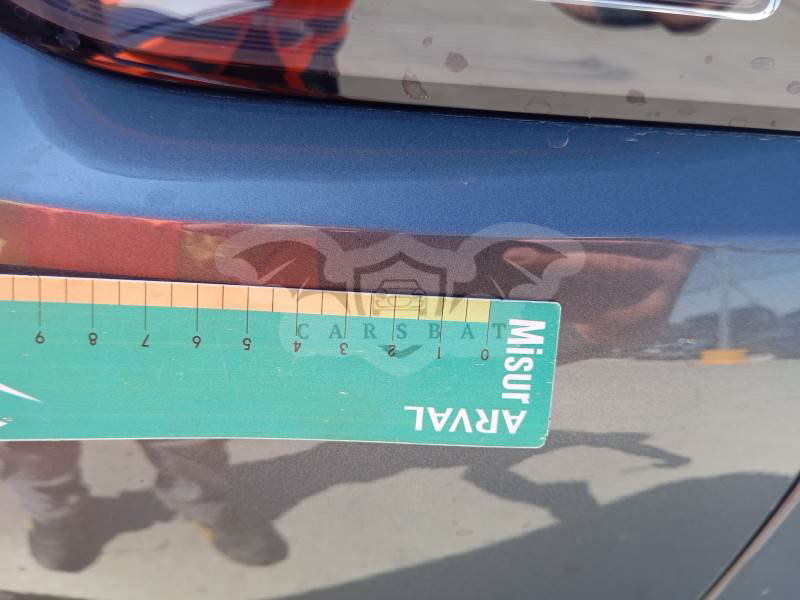 CARSBAT
9 8 7 6 5 4 3 2 1 0
Misur
ARVAL